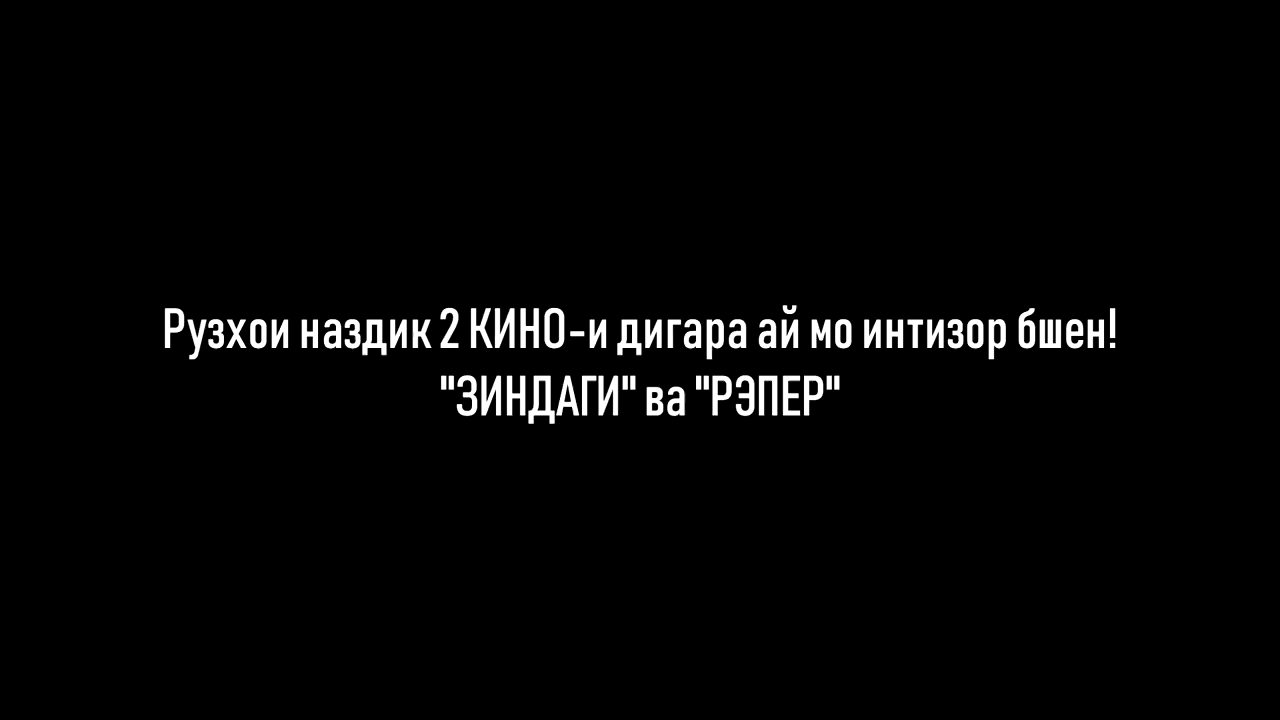 Рузхои наздик 2 КИНО-и дигара ай мо интизор бшен!
"ЗИНДАГИ" ва "РЭПЕР"